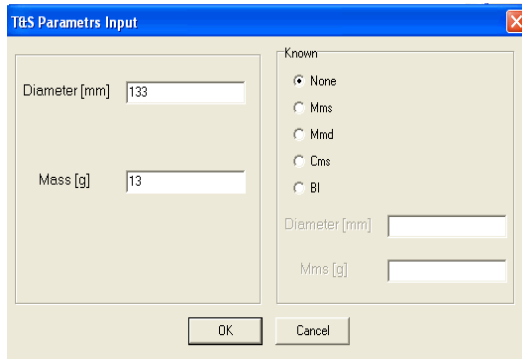 T&S Parametrs Input
Diameter [mm] 133
Mass [g] 13
Known
None
Mms
Mmd
Cms
Bl
Diameter [mm]
Mms [g]
OK Cancel